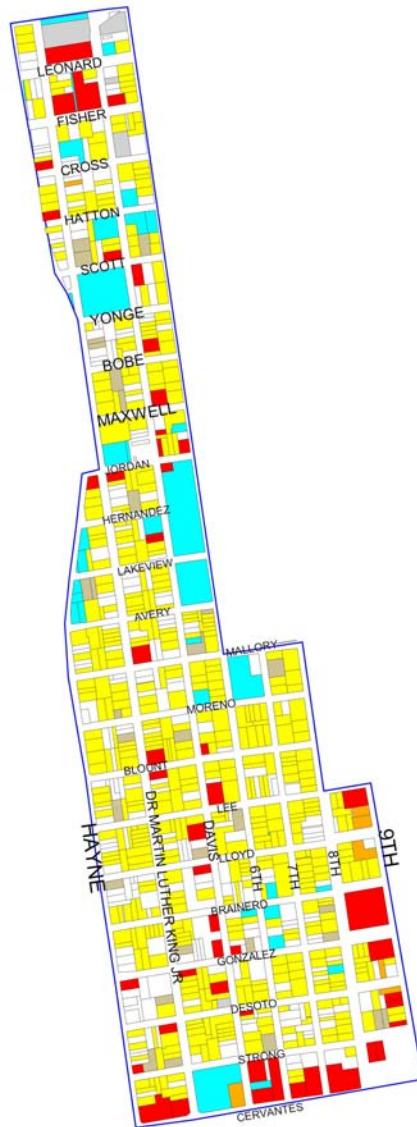 LEONARD
FISHER
CROSS
HATTON
SCOTT
YONGE
BOBE
MAXWELL
JORDAN
HERNANDEZ
LAKEVIEW
AVERY
MALLORY
MORENO
BLOUNT
LEE
DR MARTIN LUTHER KING JR
DAVIS
HAYNE
LLOYD
6TH
7TH
8TH
9TH
BRAINERD
GONZALEZ
DESOTO
STRONG
CERVANTES